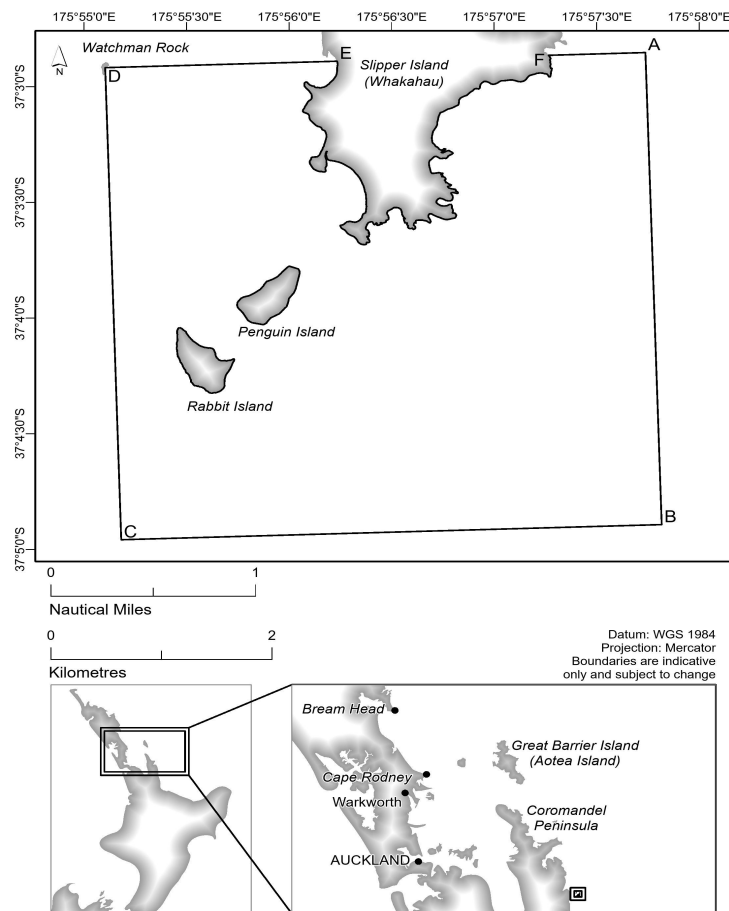 175°55'0"E 175°55'30"E 175°56'0"E 175°56'30"E 175°57'0"E 175°57'30"E 175°58'0"E
N
Watchman Rock
D
E
Slipper Island
(Whakahau)
F
A
37°3'0"S
37°3'30"S
37°4'0"S
37°4'30"S
37°5'0"S
Penguin Island
Rabbit Island
C
B
0 1
Nautical Miles
0 2
Kilometres
Datum: WGS 1984
Projection: Mercator
Boundaries are indicative
only and subject to change
Bream Head
Great Barrier Island
(Aotea Island)
Cape Rodney
Warkworth
Coromandel
Peninsula
AUCKLAND